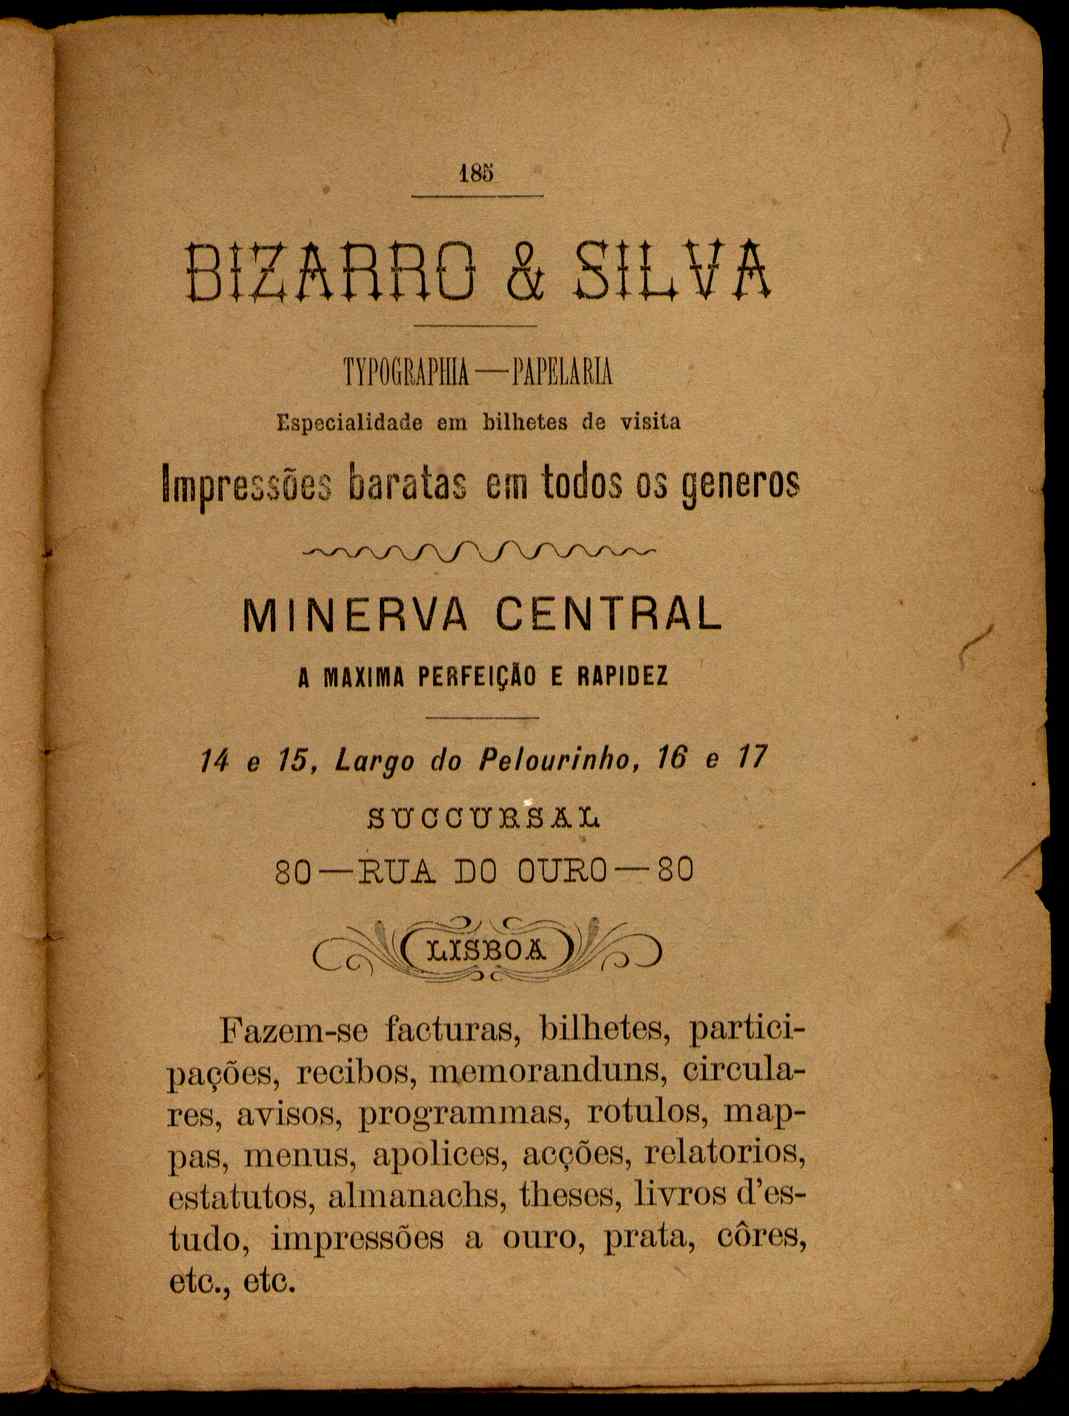 185
BIZARRO & SILVA
TYPOGRAPHIA—PAPELARIA
Especialidade em bilhetes de visita
Impressões baratas em todos os generos
MINERVA CENTRAL
A MAXIMA PERFEIÇÃO E RAPIDEZ
14 e 15, Largo do Pelourinho, 16 e 17
SUCCURSAL
80—RUA DO OURO—80
LISBOA
Fazem-se facturas, bilhetes, partici-
pações, recibos, memoranduns, circula-
res, avisos, programmas, rotulos, map-
pas, menus, apolices, acções, relatorios,
estatutos, almanachs, theses, livros d'es-
tudo, impressões a ouro, prata, côres,
etc., etc.